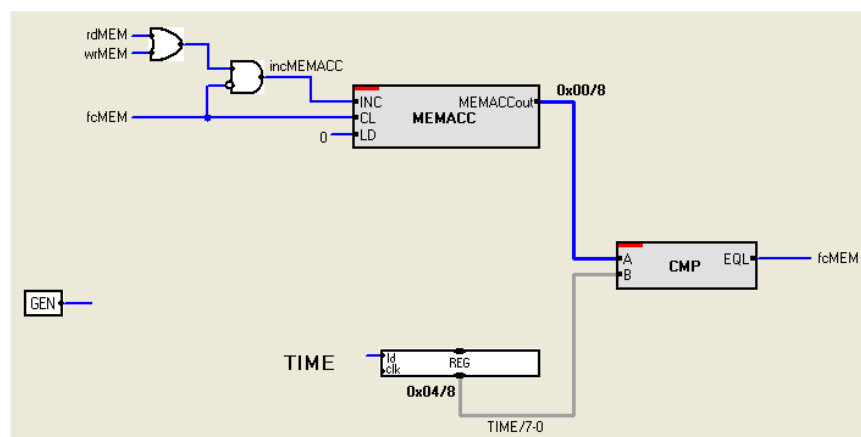 rdMEM
wrMEM
incMEMACC
fcMEM
0
INC
CL
LD
MEMACC
MEMACCout
0x00/8
A
B
CMP
EQL
fcMEM
GEN
TIME
ld
clk
REG
0x04/8
TIME/7-0